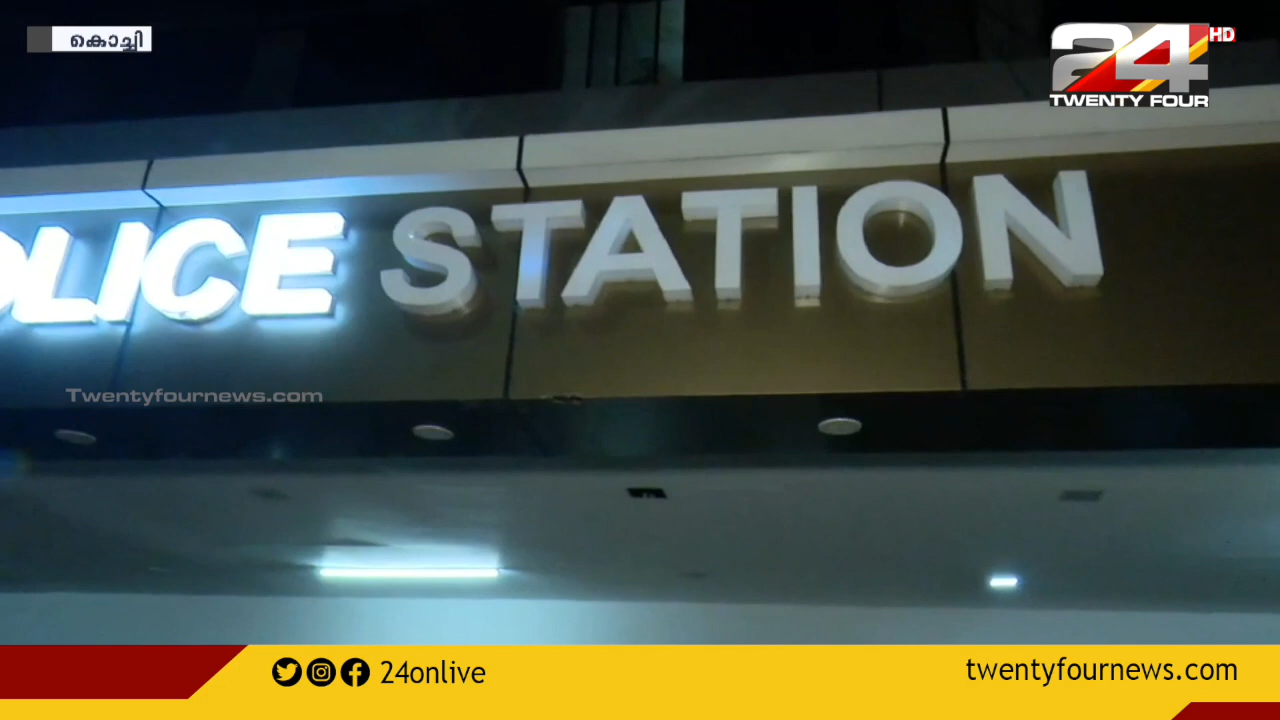 കൊച്ചി
24 HD
TWENTY FOUR
OLICE STATION
Twentyfournews.com
24onlive
twentyfournews.com